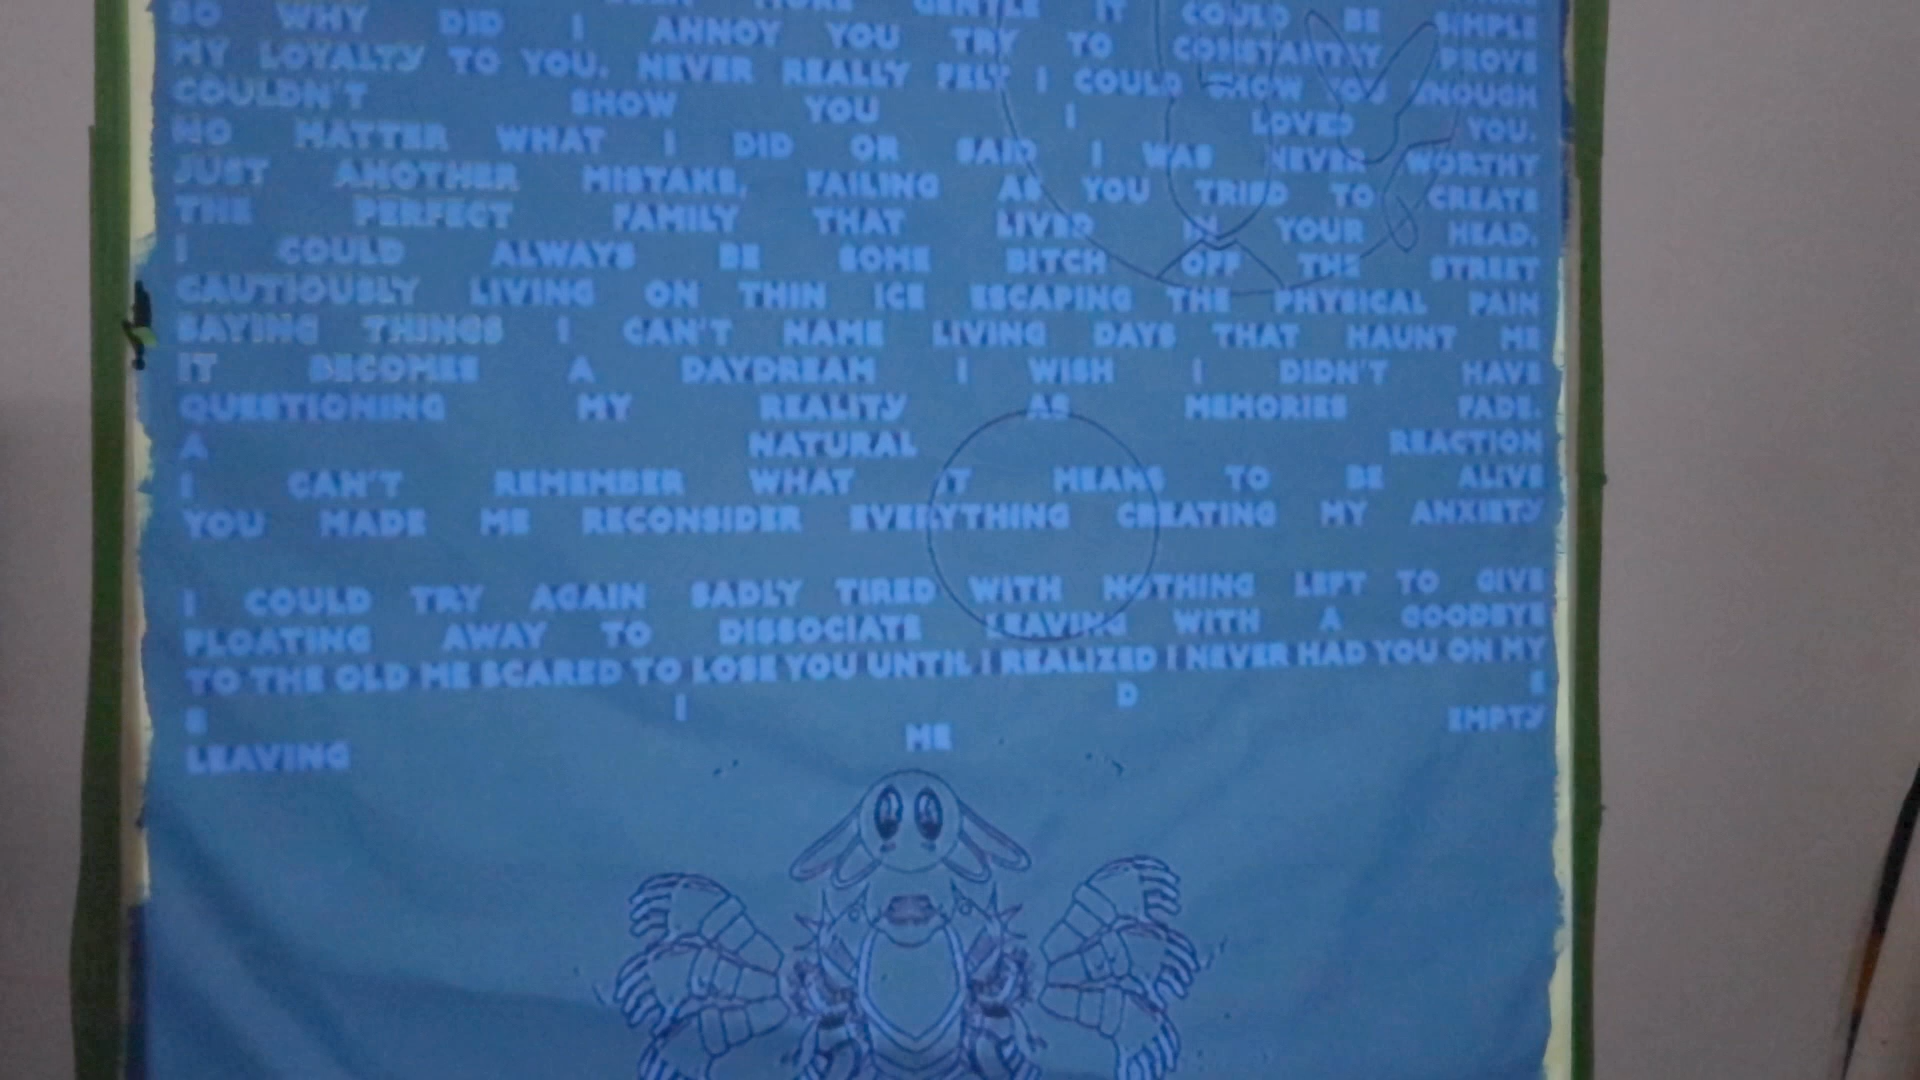 MORE GENTLE IT COULD BE SIMPLE
SO WHY DID I ANNOY YOU TRY TO CONSTANTLY PROVE
MY LOYALTY TO YOU. NEVER REALLY FELT I COULD SHOW YOU ENOUGH
COULDN'T SHOW YOU I LOVED YOU.
NO MATTER WHAT I DID OR SAID I WAS NEVER WORTHY
JUST ANOTHER MISTAKE, FAILING AS YOU TRIED TO CREATE
THE PERFECT FAMILY THAT LIVED IN YOUR HEAD.
I COULD ALWAYS BE SOME BITCH OFF THE STREET
CAUTIOUSLY LIVING ON THIN ICE ESCAPING THE PHYSICAL PAIN
SAYING THINGS I CAN'T NAME LIVING DAYS THAT HAUNT ME
IT BECOMES A DAYDREAM I WISH I DIDN'T HAVE
QUESTIONING MY REALITY AS MEMORIES FADE.
A NATURAL REACTION
I CAN'T REMEMBER WHAT IT MEANS TO BE ALIVE
YOU MADE ME RECONSIDER EVERYTHING CREATING MY ANXIETY
I COULD TRY AGAIN SADLY TIRED WITH NOTHING LEFT TO GIVE
FLOATING AWAY TO DISSOCIATE LEAVING WITH A GOODBYE
TO THE OLD ME SCARED TO LOSE YOU UNTIL I REALIZED I NEVER HAD YOU ON MY
S I D E
LEAVING ME EMPTY